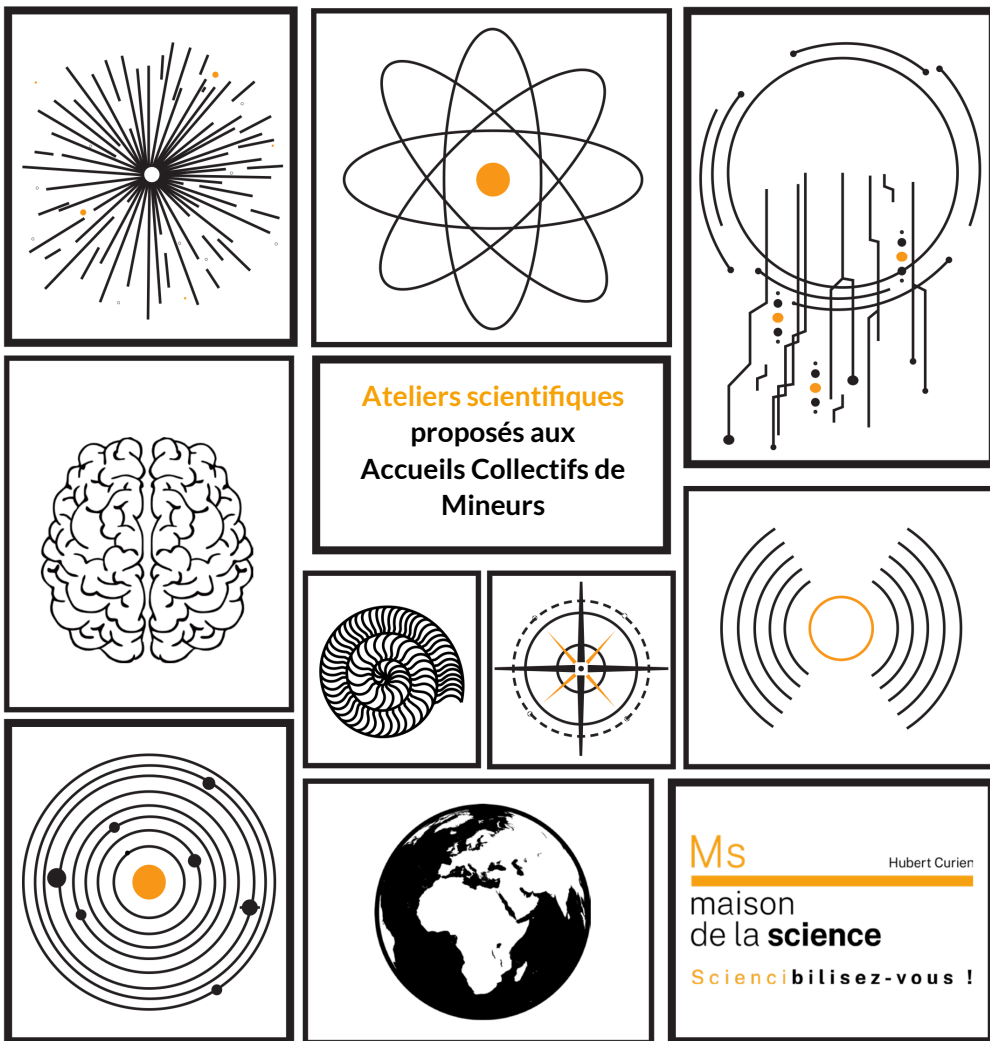 Ateliers scientifiques
proposés aux
Accueils Collectifs de
Mineurs
Ms
Hubert Curien
maison
de la science
Sciencibilisez-vous !